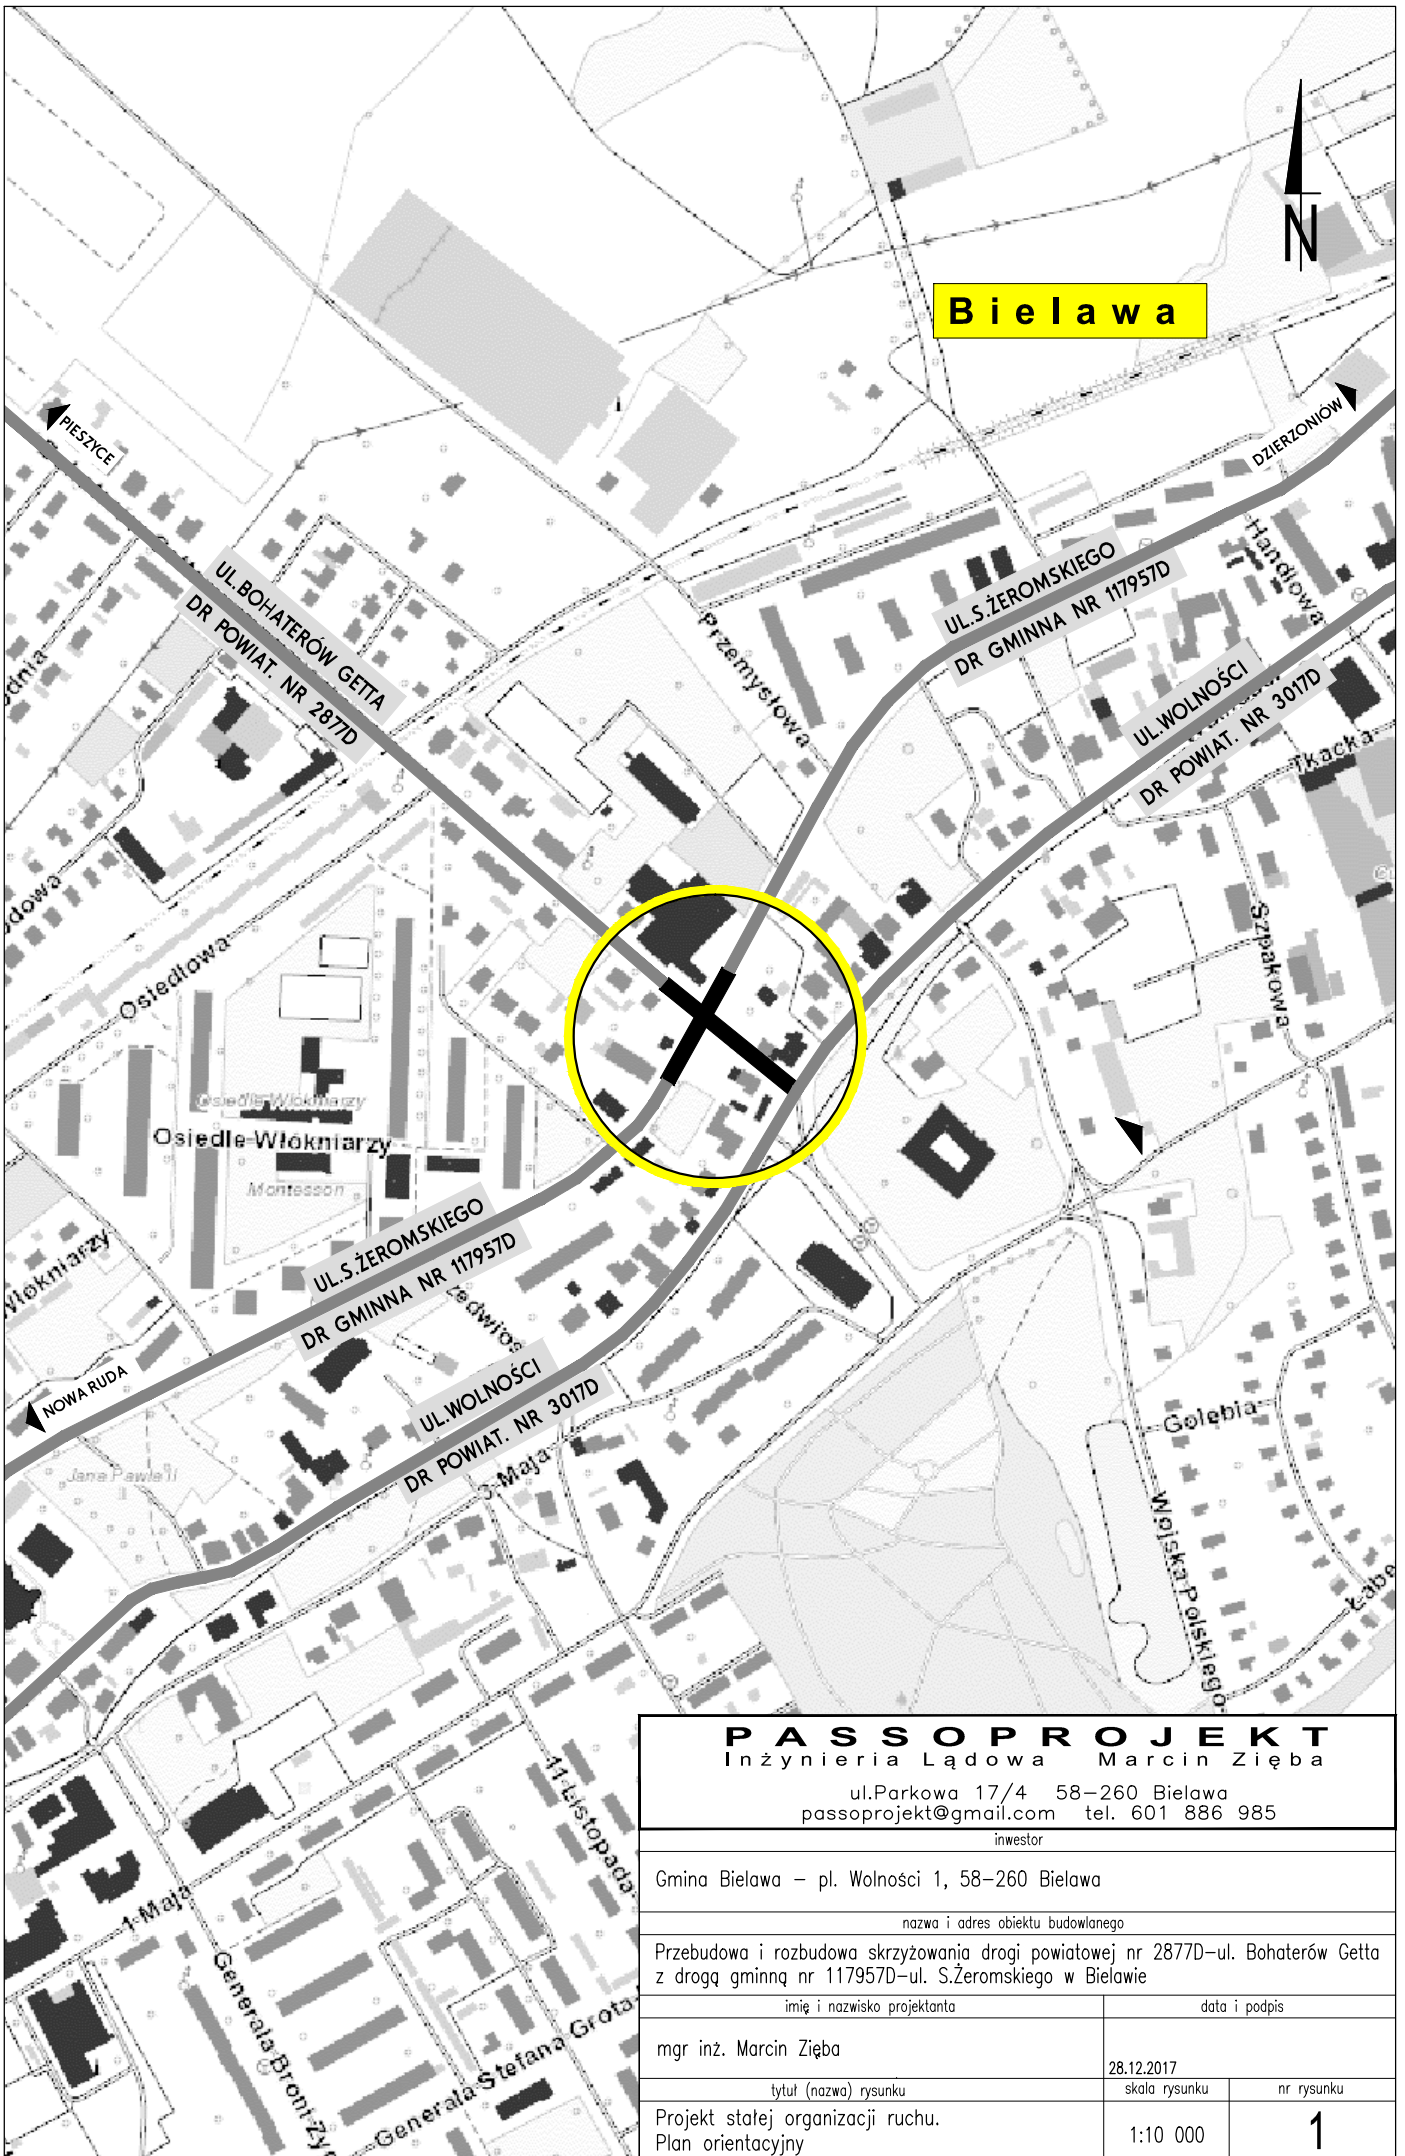 N
Bielawa
PIESZYCE
DZIERZONIÓW
UL.BOHATERÓW GETTA
DR POWIAT. NR 2877D
UL.S.ŻEROMSKIEGO
DR GMINNA NR 117957D
Handlowa
Przemysłowa
UL.WOLNOŚCI
DR POWIAT. NR 3017D
Tkacka
Szpakowa
Osiedlowa
Osiedle Włókniarzy
Osiedle Włókniarzy
Montessori
Włókniarzy
UL.S.ŻEROMSKIEGO
DR GMINNA NR 117957D
NOWA RUDA
UL.WOLNOŚCI
DR POWIAT. NR 3017D
Jana Pawła II
3 Maja
Gołębia
Wojska Polskiego
11 Listopada
1 Maja
Generała Stefana Grota
PASSOPROJEKT
Inżynieria Lądowa Marcin Zięba
ul.Parkowa 17/4 58-260 Bielawa
passoprojekt@gmail.com tel. 601 886 985
inwestor
Gmina Bielawa – pl. Wolności 1, 58-260 Bielawa
nazwa i adres obiektu budowlanego
Przebudowa i rozbudowa skrzyżowania drogi powiatowej nr 2877D-ul. Bohaterów Getta
z drogą gminną nr 117957D-ul. S.Żeromskiego w Bielawie
imię i nazwisko projektanta
data i podpis
mgr inż. Marcin Zięba
28.12.2017
tytuł (nazwa) rysunku
skala rysunku
nr rysunku
Projekt stałej organizacji ruchu.
Plan orientacyjny
1:10 000
1